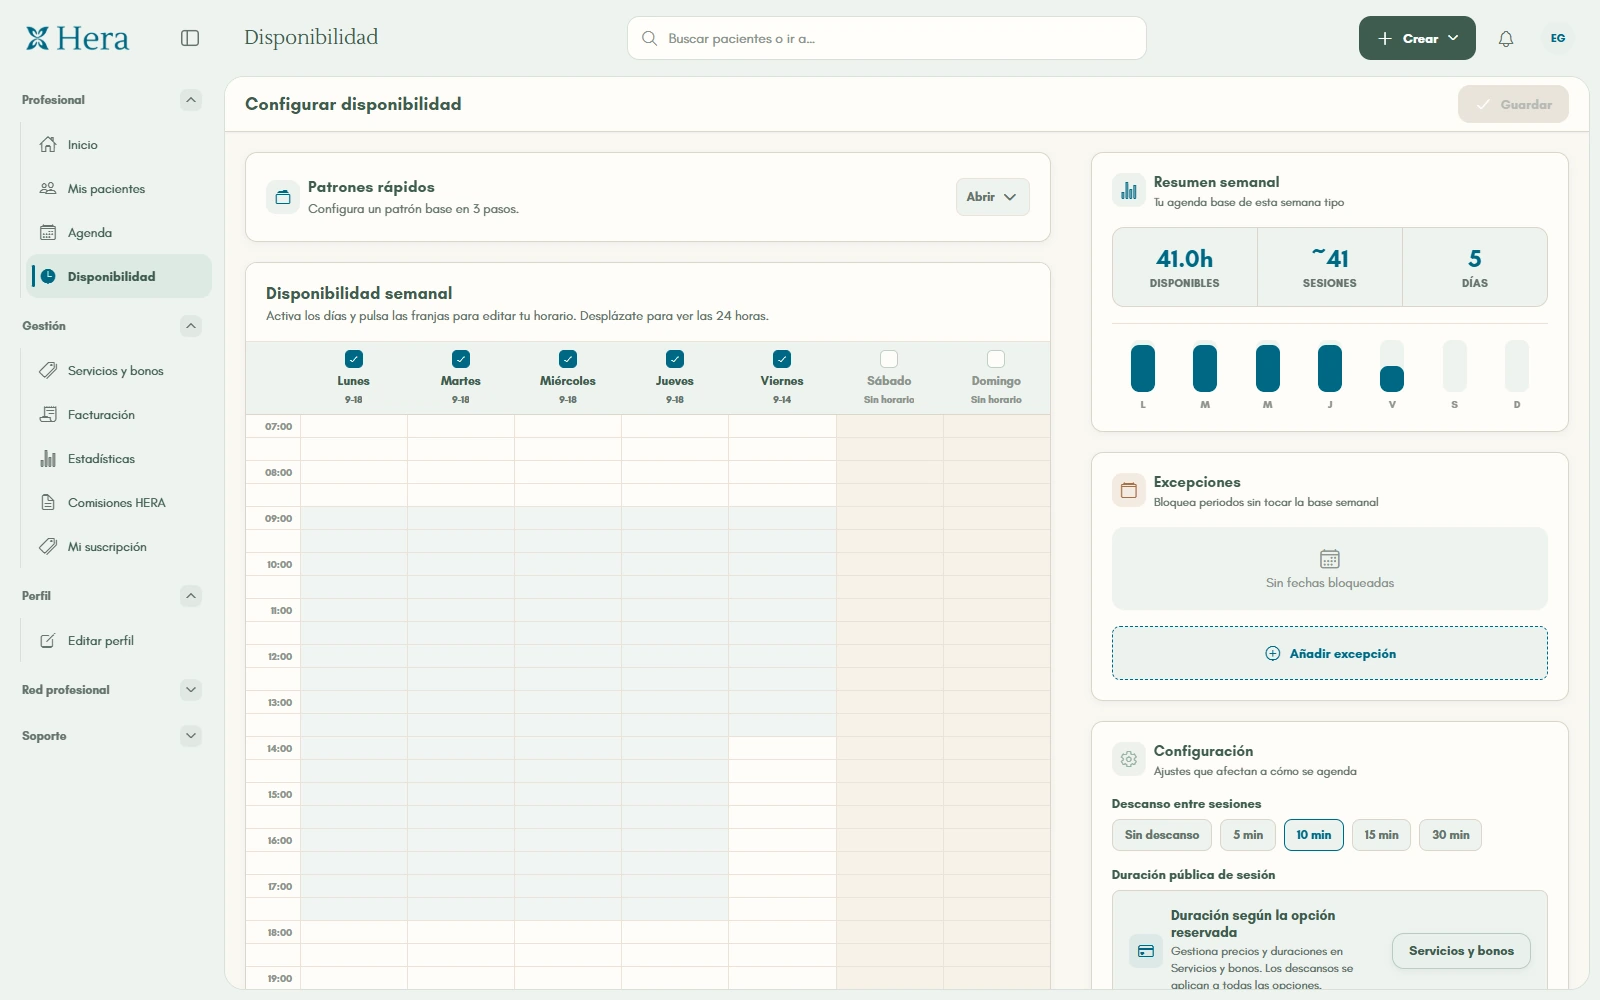 Hera
Disponibilidad
Buscar pacientes o ir a...
Crear
EG
Profesional
Inicio
Mis pacientes
Agenda
Disponibilidad
Gestión
Servicios y bonos
Facturación
Estadísticas
Comisiones HERA
Mi suscripción
Perfil
Editar perfil
Red profesional
Soporte
Configurar disponibilidad
Guardar
Patrones rápidos
Configura un patrón base en 3 pasos.
Abrir
Disponibilidad semanal
Activa los días y pulsa las franjas para editar tu horario. Desplázate para ver las 24 horas.
Lunes Martes Miércoles Jueves Viernes Sábado Domingo
9-18 9-18 9-18 9-18 9-14 Sin horario Sin horario
07:00
08:00
09:00
10:00
11:00
12:00
13:00
14:00
15:00
16:00
17:00
18:00
19:00
Resumen semanal
Tu agenda base de esta semana tipo
41.0h ~41 5
DISPONIBLES SESIONES DÍAS
L M M J V S D
Excepciones
Bloquea periodos sin tocar la base semanal
Sin fechas bloqueadas
Añadir excepción
Configuración
Ajustes que afectan a cómo se agenda
Descanso entre sesiones
Sin descanso 5 min 10 min 15 min 30 min
Duración pública de sesión
Duración según la opción
reservada
Gestiona precios y duraciones en
Servicios y bonos. Los descansos se
aplican a todas las opciones.
Servicios y bonos